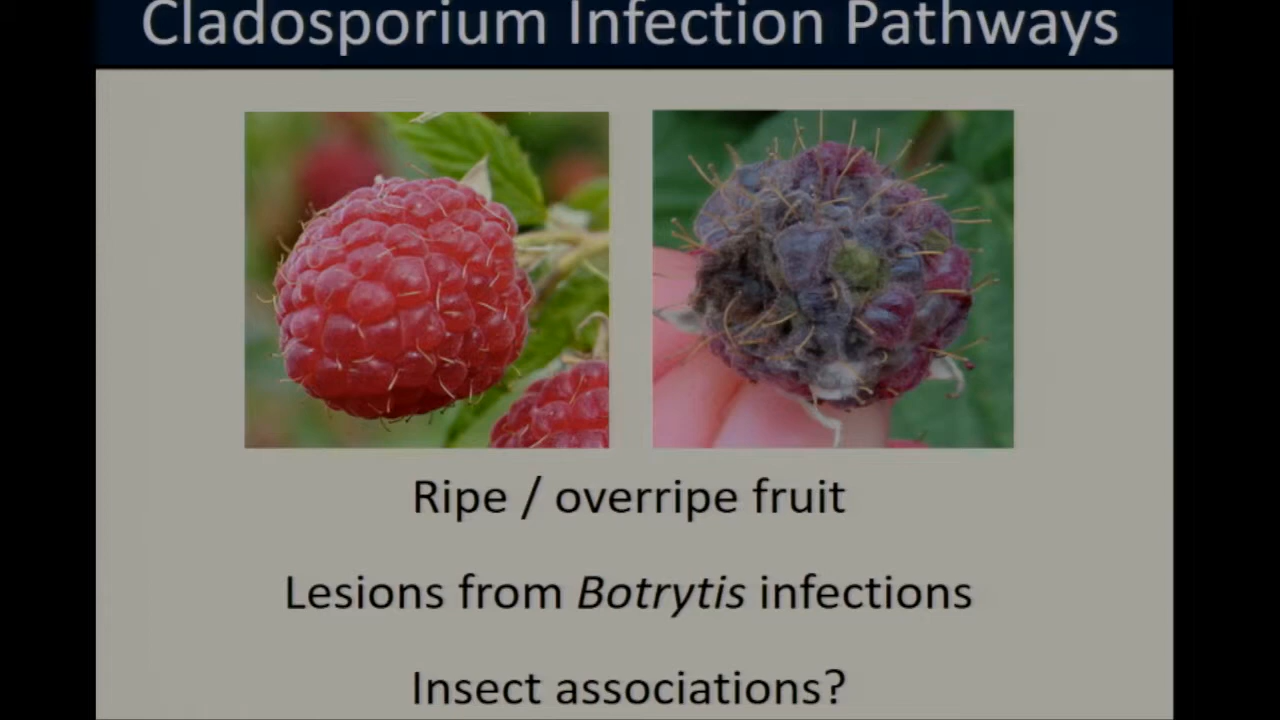 Cladosporium Infection Pathways
Ripe / overripe fruit
Lesions from Botrytis infections
Insect associations?